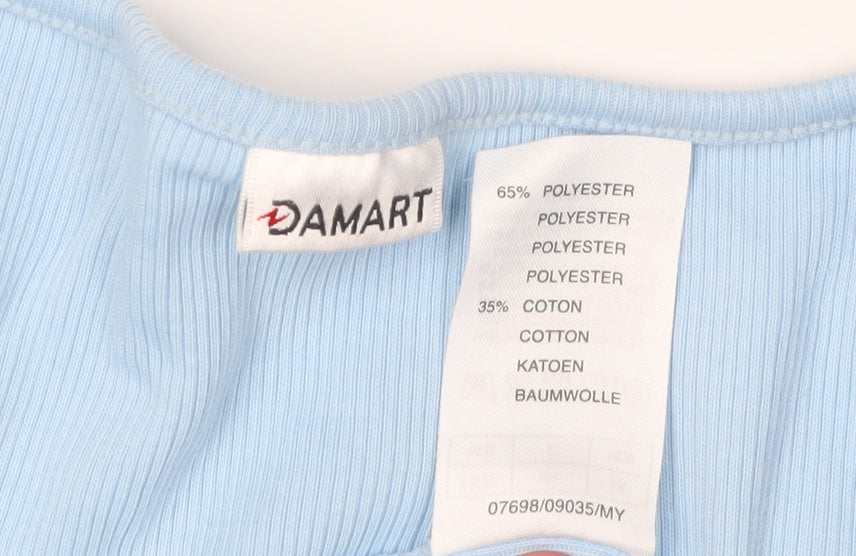 DAMART
65% POLYESTER
POLYESTER
POLYESTER
POLYESTER
35% COTON
COTTON
KATOEN
BAUMWOLLE
07698/09035/MY